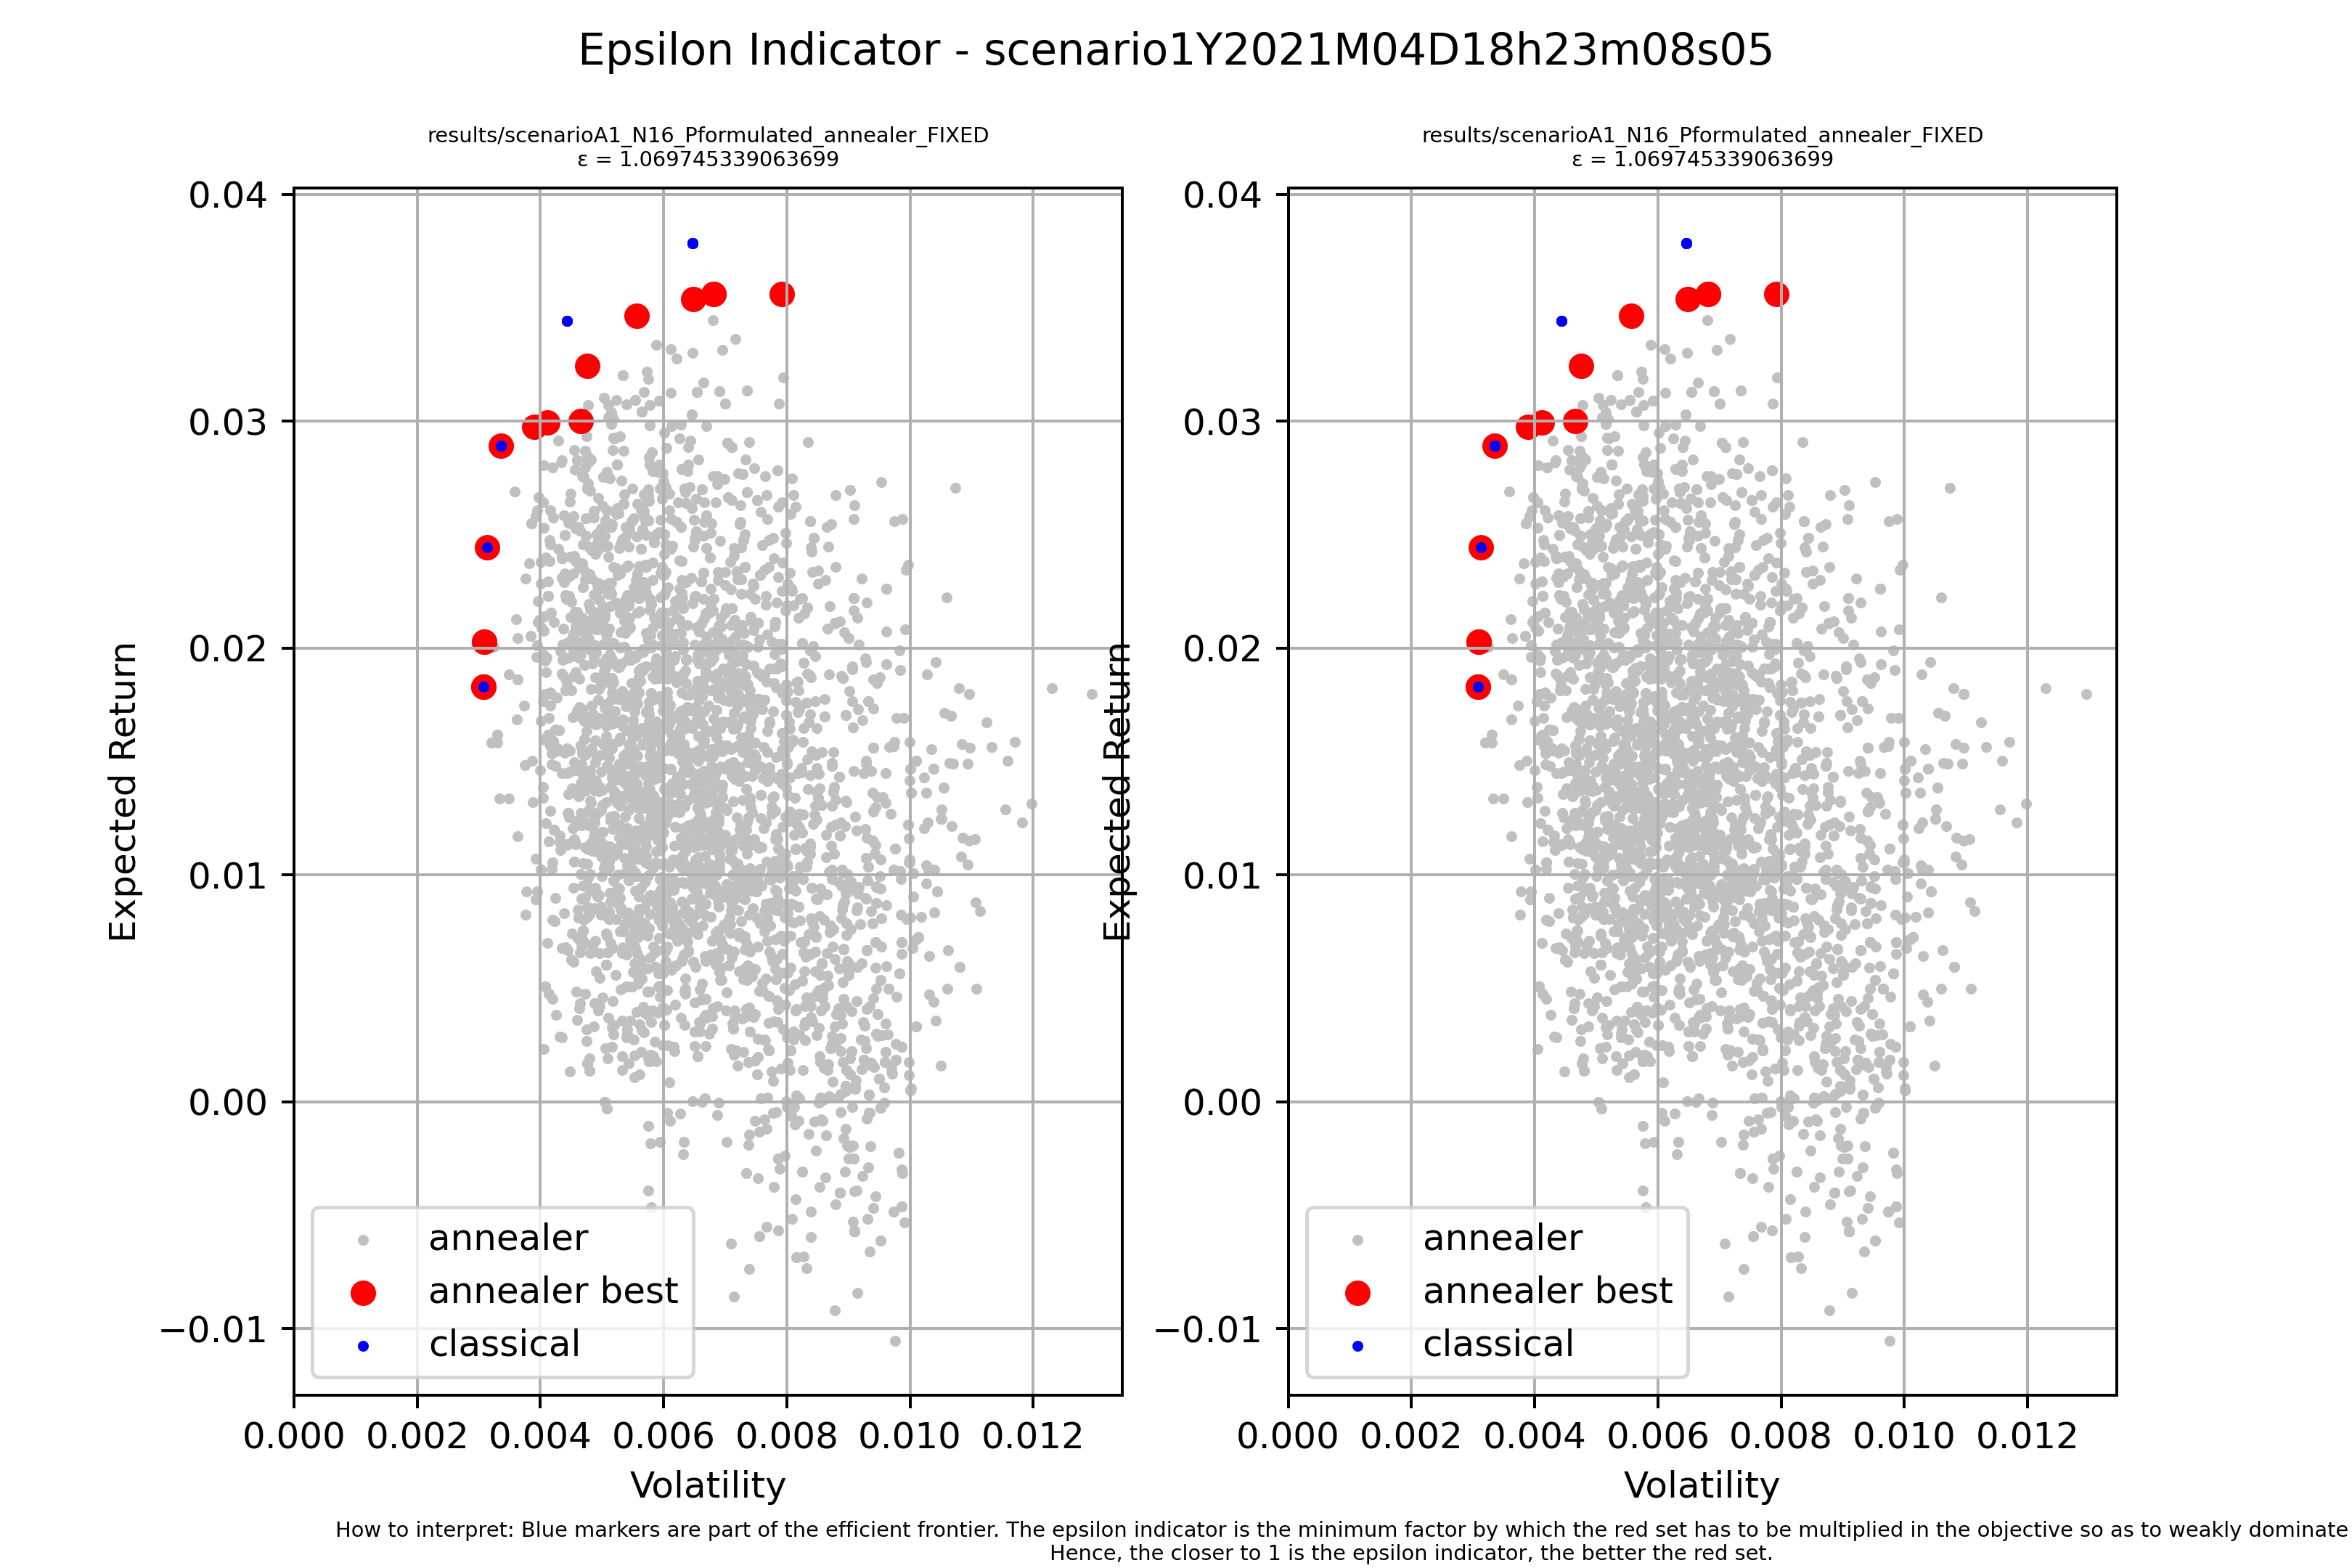 Epsilon Indicator - scenario1Y2021M04D18h23m08s05
results/scenarioA1_N16_Pformulated_annealer_FIXED
ε = 1.069745339063699
0.04
0.03
0.02
0.01
0.00
−0.01
Expected Return
annealer
annealer best
classical
0.000 0.002 0.004 0.006 0.008 0.010 0.012
Volatility
results/scenarioA1_N16_Pformulated_annealer_FIXED
ε = 1.069745339063699
0.04
0.03
0.02
0.01
0.00
−0.01
Expected Return
annealer
annealer best
classical
0.000 0.002 0.004 0.006 0.008 0.010 0.012
Volatility
How to interpret: Blue markers are part of the efficient frontier. The epsilon indicator is the minimum factor by which the red set has to be multiplied in the objective so as to weakly dominate
Hence, the closer to 1 is the epsilon indicator, the better the red set.